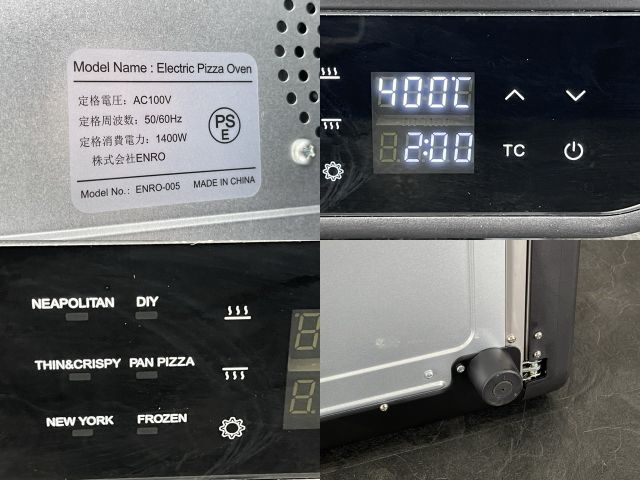 Model Name : Electric Pizza Oven
定格電圧: AC100V
定格周波数: 50/60Hz
定格消費電力: 1400W
株式会社ENRO
PS
E
Model No.: ENRO-005 MADE IN CHINA
400℃
2:00
TC
NEAPOLITAN DIY
THIN&CRISPY PAN PIZZA
NEW YORK FROZEN